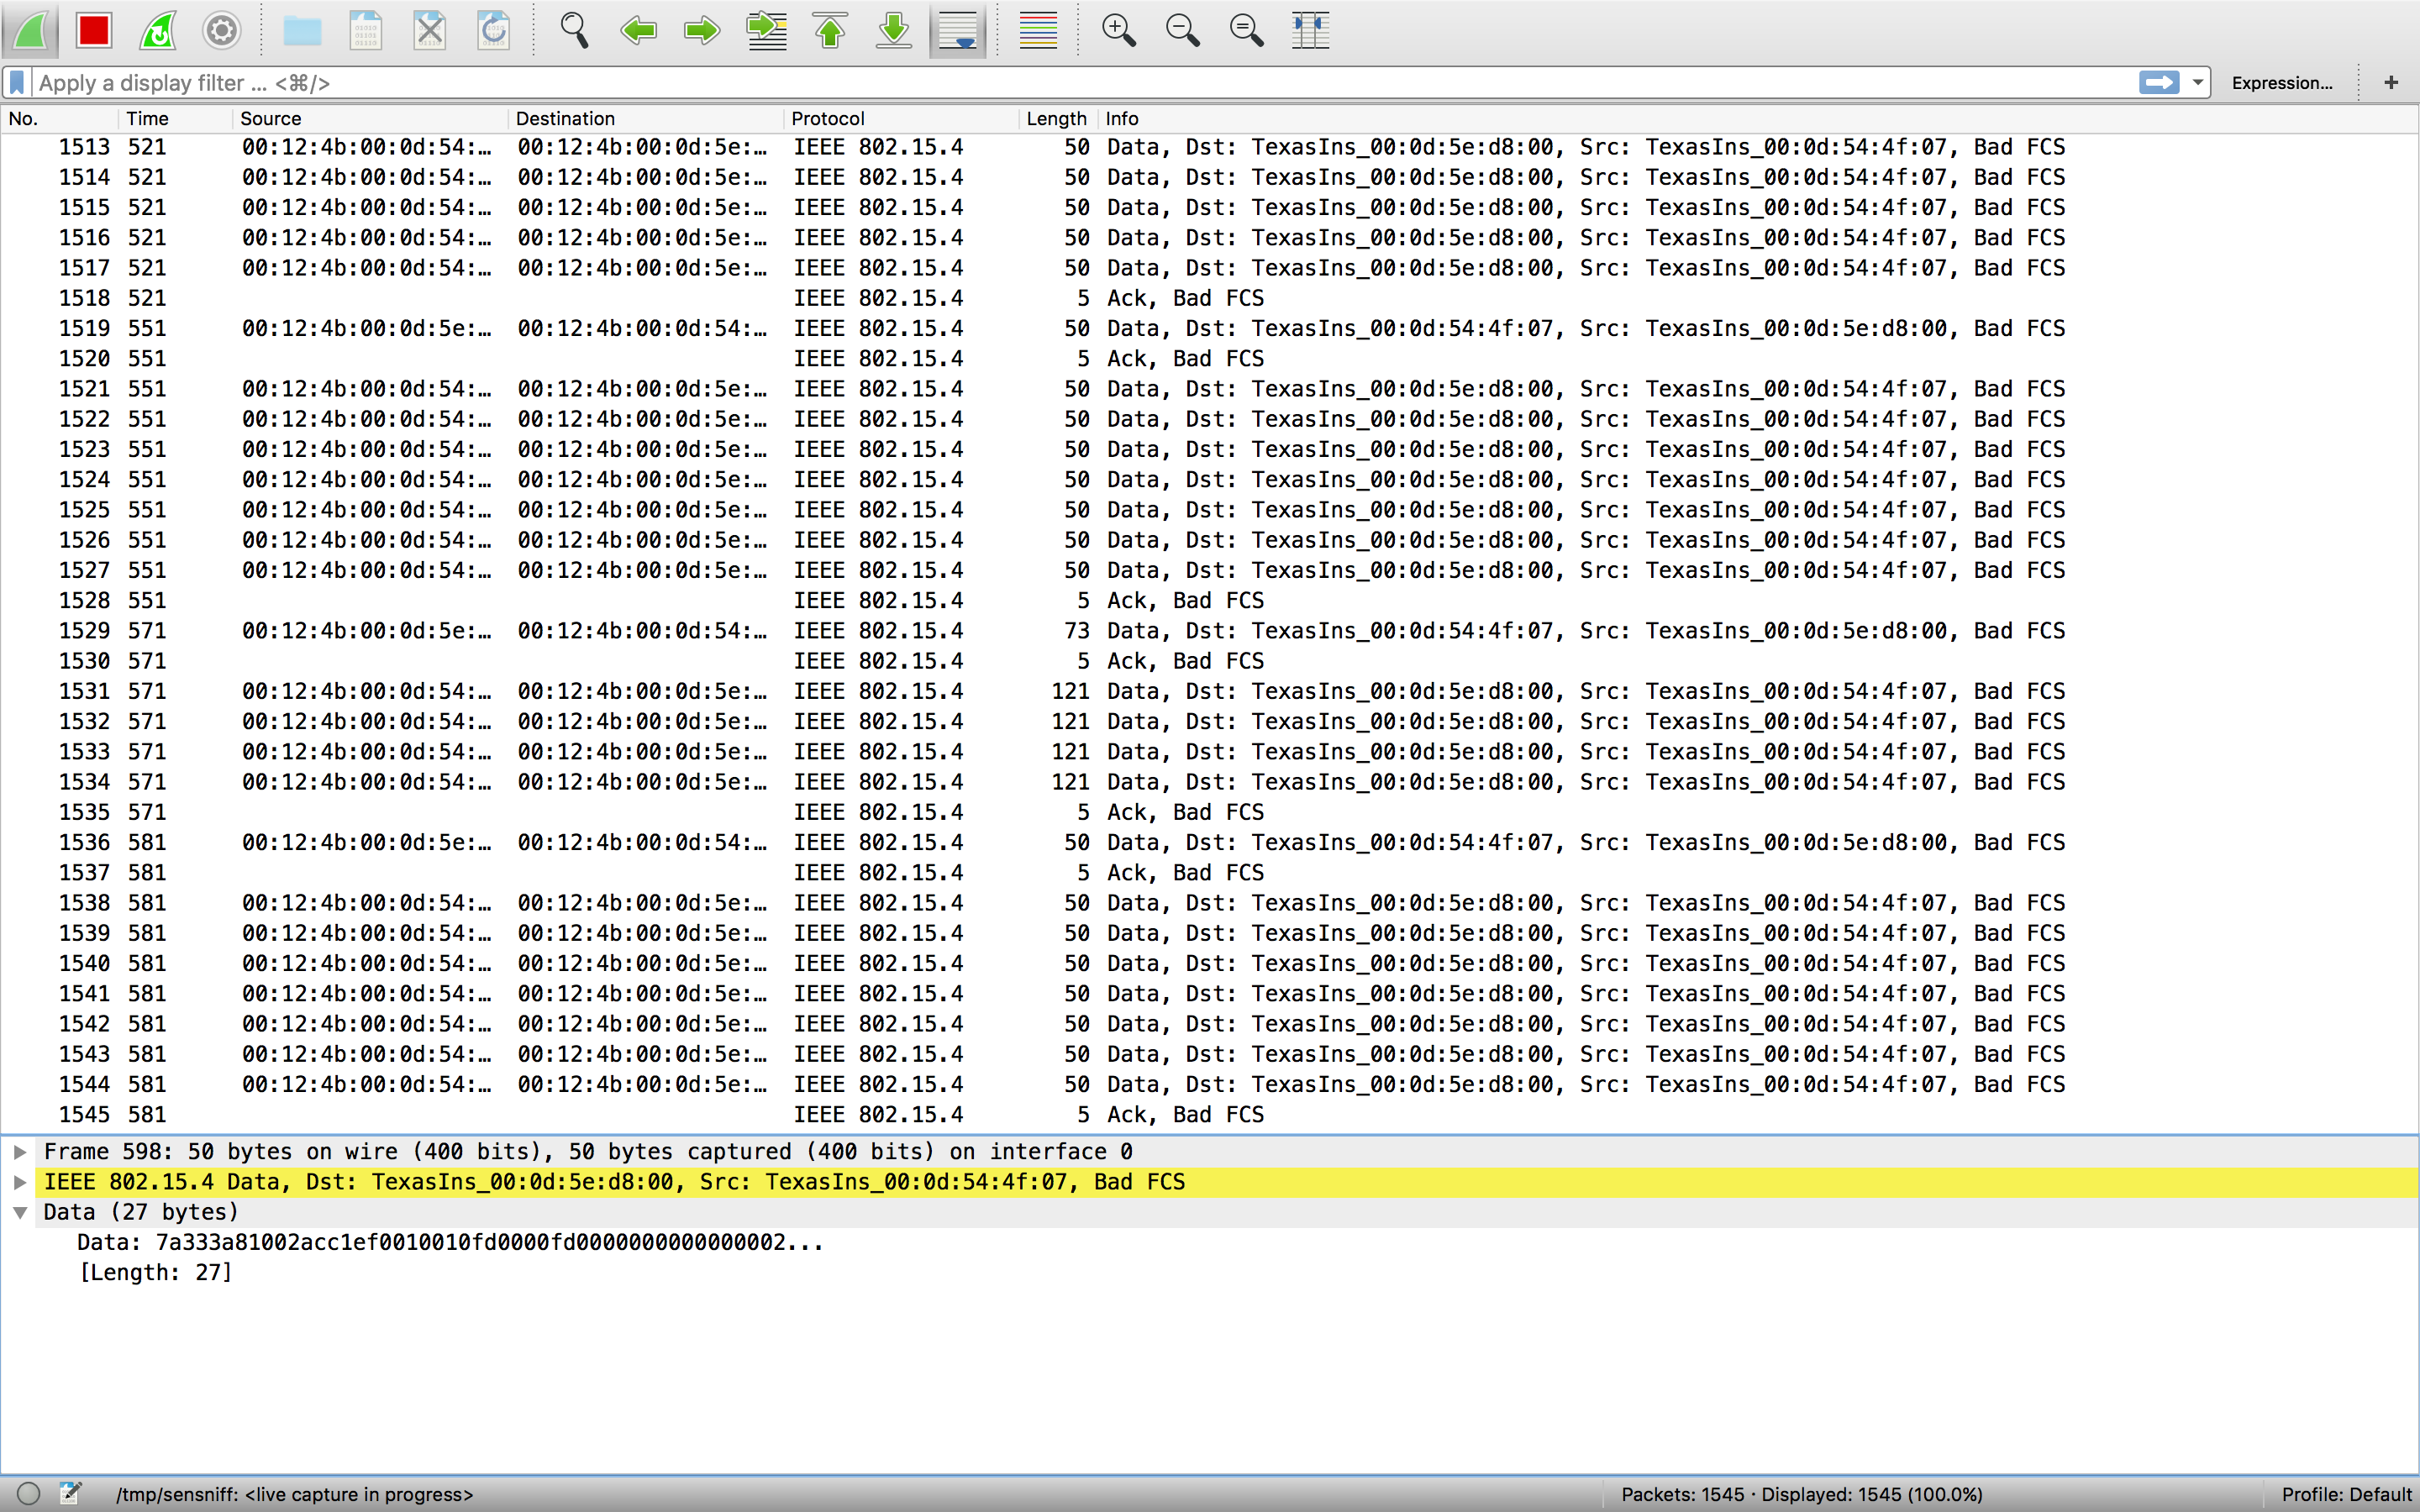 Apply a display filter ... <⌘/> Expression... +
No. Time Source Destination Protocol Length Info
1513 521 00:12:4b:00:0d:54:… 00:12:4b:00:0d:5e:… IEEE 802.15.4 50 Data, Dst: TexasIns_00:0d:5e:d8:00, Src: TexasIns_00:0d:54:4f:07, Bad FCS
1514 521 00:12:4b:00:0d:54:… 00:12:4b:00:0d:5e:… IEEE 802.15.4 50 Data, Dst: TexasIns_00:0d:5e:d8:00, Src: TexasIns_00:0d:54:4f:07, Bad FCS
1515 521 00:12:4b:00:0d:54:… 00:12:4b:00:0d:5e:… IEEE 802.15.4 50 Data, Dst: TexasIns_00:0d:5e:d8:00, Src: TexasIns_00:0d:54:4f:07, Bad FCS
1516 521 00:12:4b:00:0d:54:… 00:12:4b:00:0d:5e:… IEEE 802.15.4 50 Data, Dst: TexasIns_00:0d:5e:d8:00, Src: TexasIns_00:0d:54:4f:07, Bad FCS
1517 521 00:12:4b:00:0d:54:… 00:12:4b:00:0d:5e:… IEEE 802.15.4 50 Data, Dst: TexasIns_00:0d:5e:d8:00, Src: TexasIns_00:0d:54:4f:07, Bad FCS
1518 521 IEEE 802.15.4 5 Ack, Bad FCS
1519 551 00:12:4b:00:0d:5e:… 00:12:4b:00:0d:54:… IEEE 802.15.4 50 Data, Dst: TexasIns_00:0d:54:4f:07, Src: TexasIns_00:0d:5e:d8:00, Bad FCS
1520 551 IEEE 802.15.4 5 Ack, Bad FCS
1521 551 00:12:4b:00:0d:54:… 00:12:4b:00:0d:5e:… IEEE 802.15.4 50 Data, Dst: TexasIns_00:0d:5e:d8:00, Src: TexasIns_00:0d:54:4f:07, Bad FCS
1522 551 00:12:4b:00:0d:54:… 00:12:4b:00:0d:5e:… IEEE 802.15.4 50 Data, Dst: TexasIns_00:0d:5e:d8:00, Src: TexasIns_00:0d:54:4f:07, Bad FCS
1523 551 00:12:4b:00:0d:54:… 00:12:4b:00:0d:5e:… IEEE 802.15.4 50 Data, Dst: TexasIns_00:0d:5e:d8:00, Src: TexasIns_00:0d:54:4f:07, Bad FCS
1524 551 00:12:4b:00:0d:54:… 00:12:4b:00:0d:5e:… IEEE 802.15.4 50 Data, Dst: TexasIns_00:0d:5e:d8:00, Src: TexasIns_00:0d:54:4f:07, Bad FCS
1525 551 00:12:4b:00:0d:54:… 00:12:4b:00:0d:5e:… IEEE 802.15.4 50 Data, Dst: TexasIns_00:0d:5e:d8:00, Src: TexasIns_00:0d:54:4f:07, Bad FCS
1526 551 00:12:4b:00:0d:54:… 00:12:4b:00:0d:5e:… IEEE 802.15.4 50 Data, Dst: TexasIns_00:0d:5e:d8:00, Src: TexasIns_00:0d:54:4f:07, Bad FCS
1527 551 00:12:4b:00:0d:54:… 00:12:4b:00:0d:5e:… IEEE 802.15.4 50 Data, Dst: TexasIns_00:0d:5e:d8:00, Src: TexasIns_00:0d:54:4f:07, Bad FCS
1528 551 IEEE 802.15.4 5 Ack, Bad FCS
1529 571 00:12:4b:00:0d:5e:… 00:12:4b:00:0d:54:… IEEE 802.15.4 73 Data, Dst: TexasIns_00:0d:54:4f:07, Src: TexasIns_00:0d:5e:d8:00, Bad FCS
1530 571 IEEE 802.15.4 5 Ack, Bad FCS
1531 571 00:12:4b:00:0d:54:… 00:12:4b:00:0d:5e:… IEEE 802.15.4 121 Data, Dst: TexasIns_00:0d:5e:d8:00, Src: TexasIns_00:0d:54:4f:07, Bad FCS
1532 571 00:12:4b:00:0d:54:… 00:12:4b:00:0d:5e:… IEEE 802.15.4 121 Data, Dst: TexasIns_00:0d:5e:d8:00, Src: TexasIns_00:0d:54:4f:07, Bad FCS
1533 571 00:12:4b:00:0d:54:… 00:12:4b:00:0d:5e:… IEEE 802.15.4 121 Data, Dst: TexasIns_00:0d:5e:d8:00, Src: TexasIns_00:0d:54:4f:07, Bad FCS
1534 571 00:12:4b:00:0d:54:… 00:12:4b:00:0d:5e:… IEEE 802.15.4 121 Data, Dst: TexasIns_00:0d:5e:d8:00, Src: TexasIns_00:0d:54:4f:07, Bad FCS
1535 571 IEEE 802.15.4 5 Ack, Bad FCS
1536 581 00:12:4b:00:0d:5e:… 00:12:4b:00:0d:54:… IEEE 802.15.4 50 Data, Dst: TexasIns_00:0d:54:4f:07, Src: TexasIns_00:0d:5e:d8:00, Bad FCS
1537 581 IEEE 802.15.4 5 Ack, Bad FCS
1538 581 00:12:4b:00:0d:54:… 00:12:4b:00:0d:5e:… IEEE 802.15.4 50 Data, Dst: TexasIns_00:0d:5e:d8:00, Src: TexasIns_00:0d:54:4f:07, Bad FCS
1539 581 00:12:4b:00:0d:54:… 00:12:4b:00:0d:5e:… IEEE 802.15.4 50 Data, Dst: TexasIns_00:0d:5e:d8:00, Src: TexasIns_00:0d:54:4f:07, Bad FCS
1540 581 00:12:4b:00:0d:54:… 00:12:4b:00:0d:5e:… IEEE 802.15.4 50 Data, Dst: TexasIns_00:0d:5e:d8:00, Src: TexasIns_00:0d:54:4f:07, Bad FCS
1541 581 00:12:4b:00:0d:54:… 00:12:4b:00:0d:5e:… IEEE 802.15.4 50 Data, Dst: TexasIns_00:0d:5e:d8:00, Src: TexasIns_00:0d:54:4f:07, Bad FCS
1542 581 00:12:4b:00:0d:54:… 00:12:4b:00:0d:5e:… IEEE 802.15.4 50 Data, Dst: TexasIns_00:0d:5e:d8:00, Src: TexasIns_00:0d:54:4f:07, Bad FCS
1543 581 00:12:4b:00:0d:54:… 00:12:4b:00:0d:5e:… IEEE 802.15.4 50 Data, Dst: TexasIns_00:0d:5e:d8:00, Src: TexasIns_00:0d:54:4f:07, Bad FCS
1544 581 00:12:4b:00:0d:54:… 00:12:4b:00:0d:5e:… IEEE 802.15.4 50 Data, Dst: TexasIns_00:0d:5e:d8:00, Src: TexasIns_00:0d:54:4f:07, Bad FCS
1545 581 IEEE 802.15.4 5 Ack, Bad FCS
Frame 598: 50 bytes on wire (400 bits), 50 bytes captured (400 bits) on interface 0
IEEE 802.15.4 Data, Dst: TexasIns_00:0d:5e:d8:00, Src: TexasIns_00:0d:54:4f:07, Bad FCS
Data (27 bytes)
Data: 7a333a81002acc1ef0010010fd0000fd0000000000000002...
[Length: 27]
/tmp/sensniff: <live capture in progress> Packets: 1545 · Displayed: 1545 (100.0%) Profile: Default